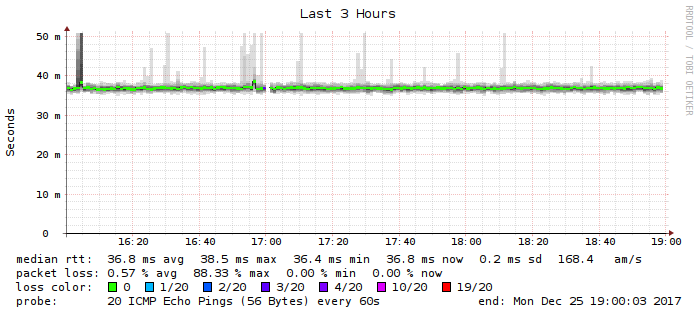 Last 3 Hours
RRDTOOL / TOBI OETIKER
Seconds
50 m
40 m
30 m
20 m
10 m
0
16:20 16:40 17:00 17:20 17:40 18:00 18:20 18:40 19:00
median rtt: 36.8 ms avg 38.5 ms max 36.4 ms min 36.8 ms now 0.2 ms sd 168.4 am/s
packet loss: 0.57 % avg 88.33 % max 0.00 % min 0.00 % now
loss color: 0 1/20 2/20 3/20 4/20 10/20 19/20
probe: 20 ICMP Echo Pings (56 Bytes) every 60s end: Mon Dec 25 19:00:03 2017